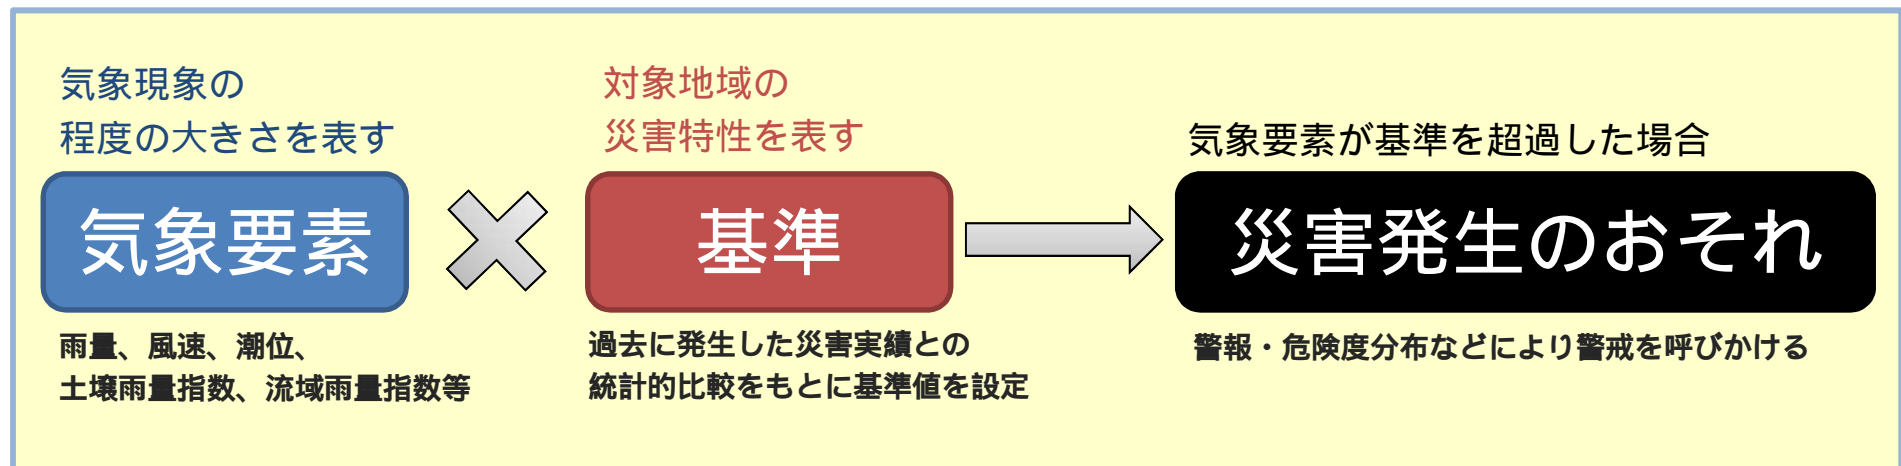 気象現象の
程度の大きさを表す
気象要素
雨量、風速、潮位、
土壌雨量指数、流域雨量指数等
対象地域の
災害特性を表す
基準
過去に発生した災害実績との
統計的比較をもとに基準値を設定
気象要素が基準を超過した場合
災害発生のおそれ
警報・危険度分布などにより警戒を呼びかける